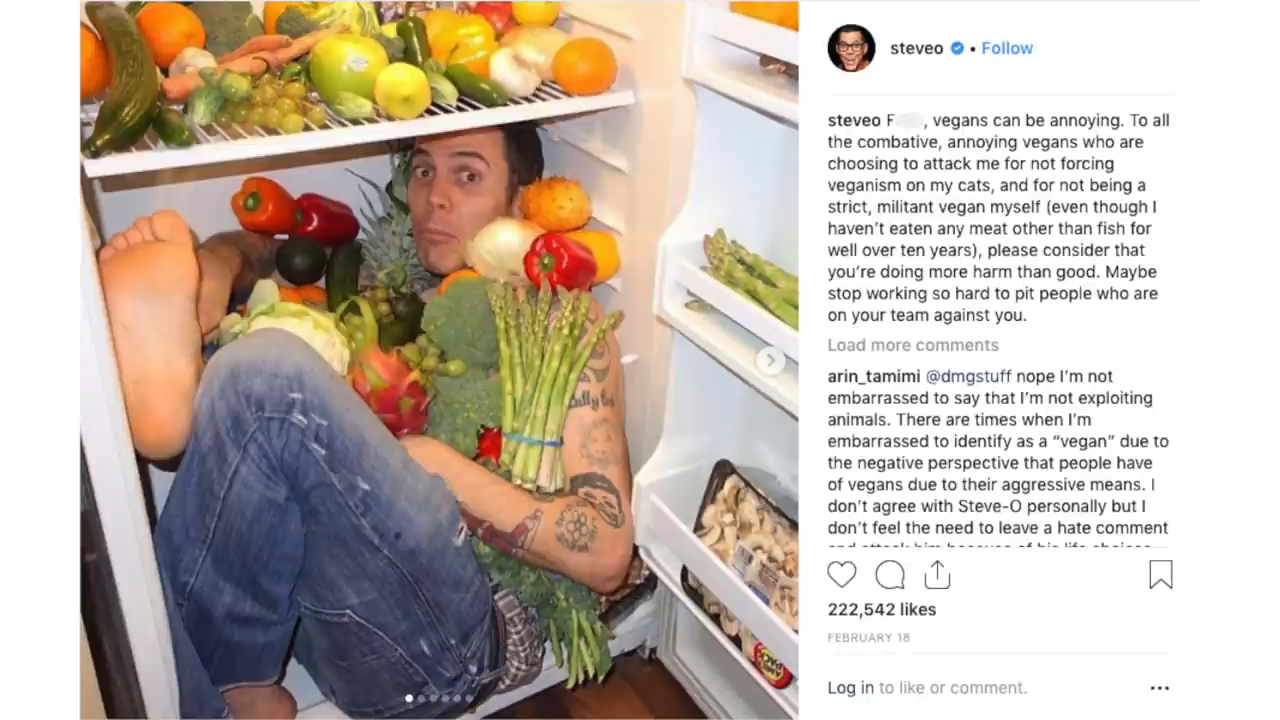 steveo • Follow
steveo F , vegans can be annoying. To all
the combative, annoying vegans who are
choosing to attack me for not forcing
veganism on my cats, and for not being a
strict, militant vegan myself (even though I
haven't eaten any meat other than fish for
well over ten years), please consider that
you're doing more harm than good. Maybe
stop working so hard to pit people who are
on your team against you.
Load more comments
arin_tamimi @dmgstuff nope I'm not
embarrassed to say that I'm not exploiting
animals. There are times when I'm
embarrassed to identify as a "vegan" due to
the negative perspective that people have
of vegans due to their aggressive means. I
don't agree with Steve-O personally but I
don't feel the need to leave a hate comment
222,542 likes
FEBRUARY 18
Log in to like or comment.